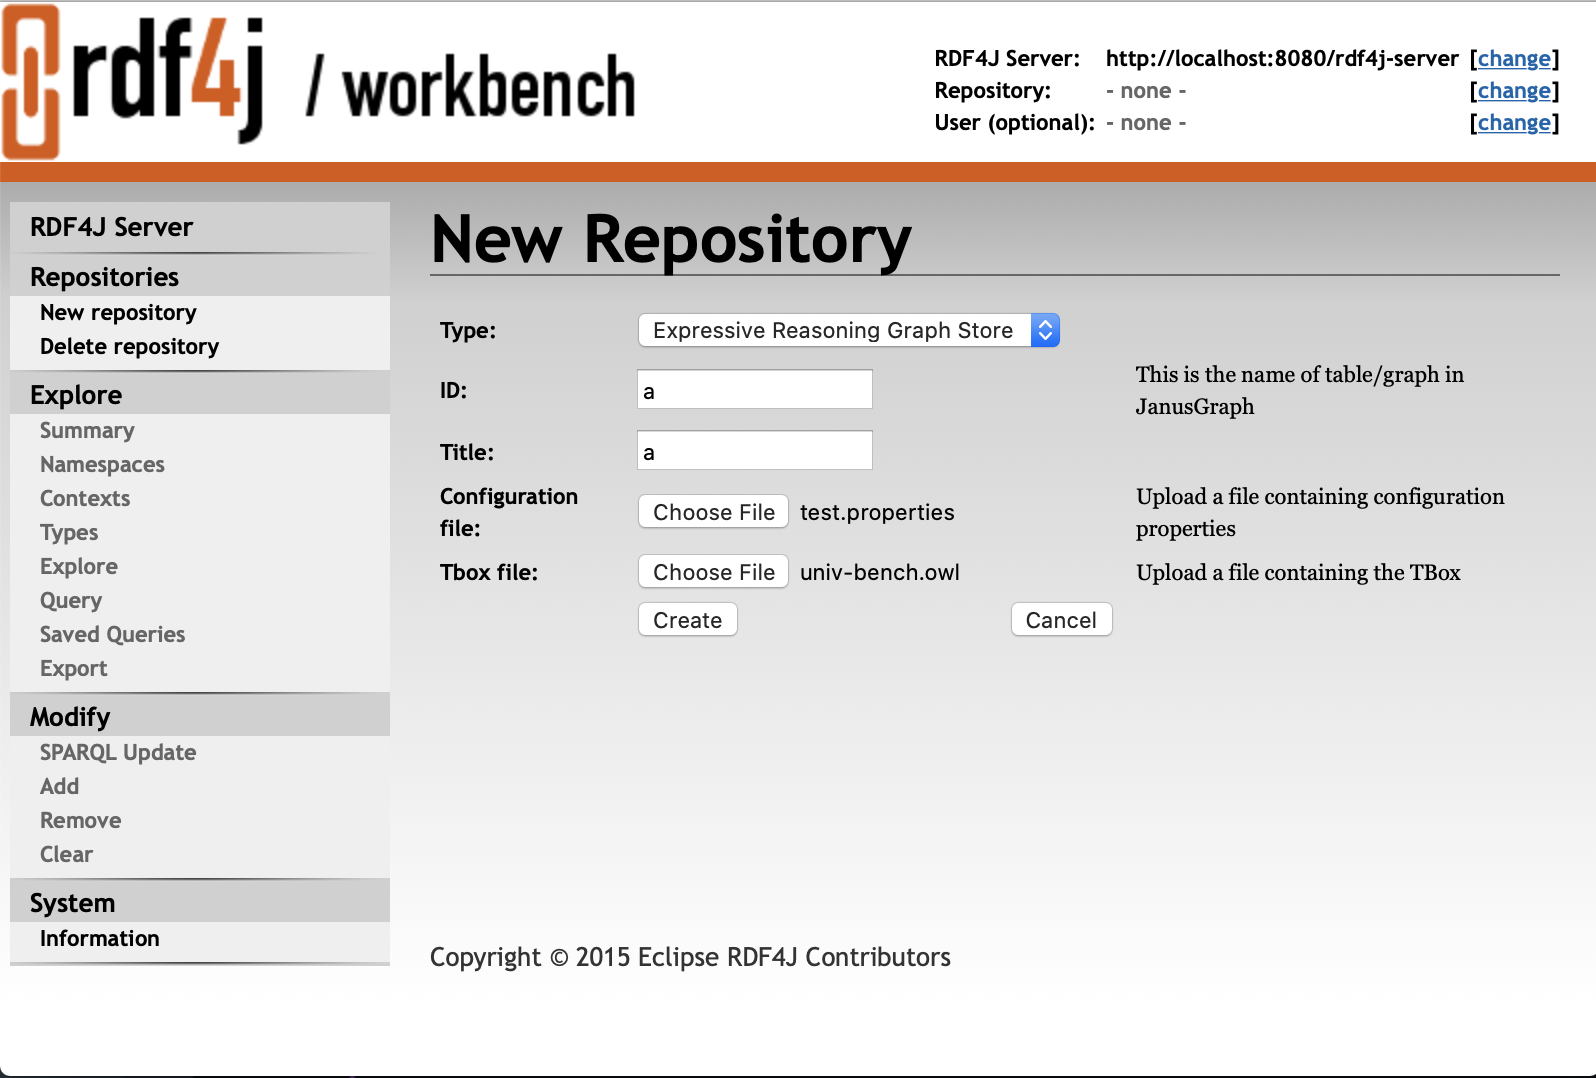 rdf4j / workbench
RDF4J Server: http://localhost:8080/rdf4j-server [change]
Repository: - none - [change]
User (optional): - none - [change]
RDF4J Server
Repositories
New repository
Delete repository
Explore
Summary
Namespaces
Contexts
Types
Explore
Query
Saved Queries
Export
Modify
SPARQL Update
Add
Remove
Clear
System
Information
New Repository
Type: Expressive Reasoning Graph Store
ID: a
This is the name of table/graph in
JanusGraph
Title: a
Configuration
file:
Choose File test.properties
Upload a file containing configuration
properties
Tbox file: Choose File univ-bench.owl Upload a file containing the TBox
Create Cancel
Copyright © 2015 Eclipse RDF4J Contributors